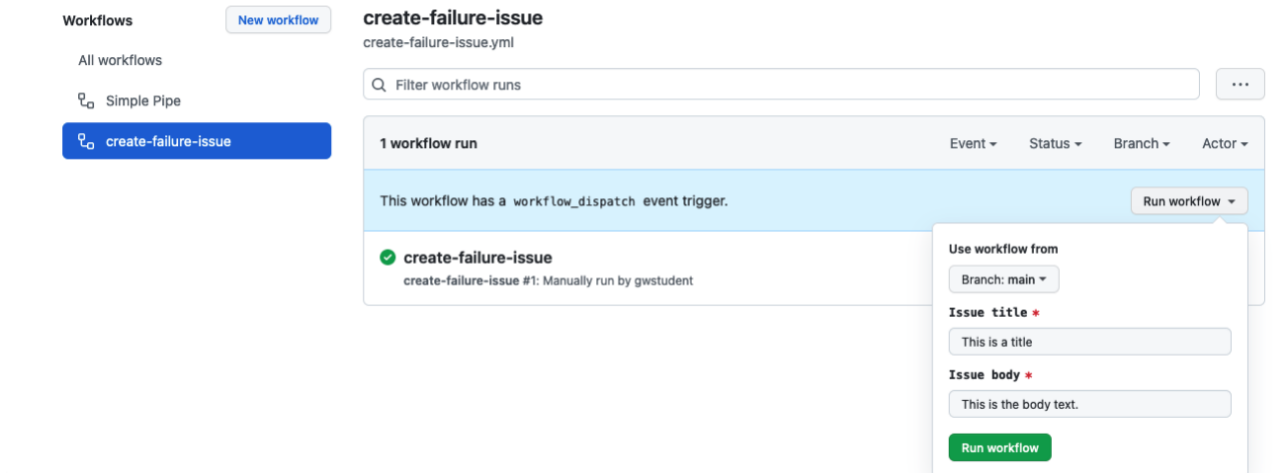 Workflows
New workflow
All workflows
Simple Pipe
create-failure-issue
create-failure-issue
create-failure-issue.yml
Filter workflow runs
...
1 workflow run
Event
Status
Branch
Actor
This workflow has a workflow_dispatch event trigger.
Run workflow
create-failure-issue
create-failure-issue #1: Manually run by gwstudent
Use workflow from
Branch: main
Issue title *
This is a title
Issue body *
This is the body text.
Run workflow